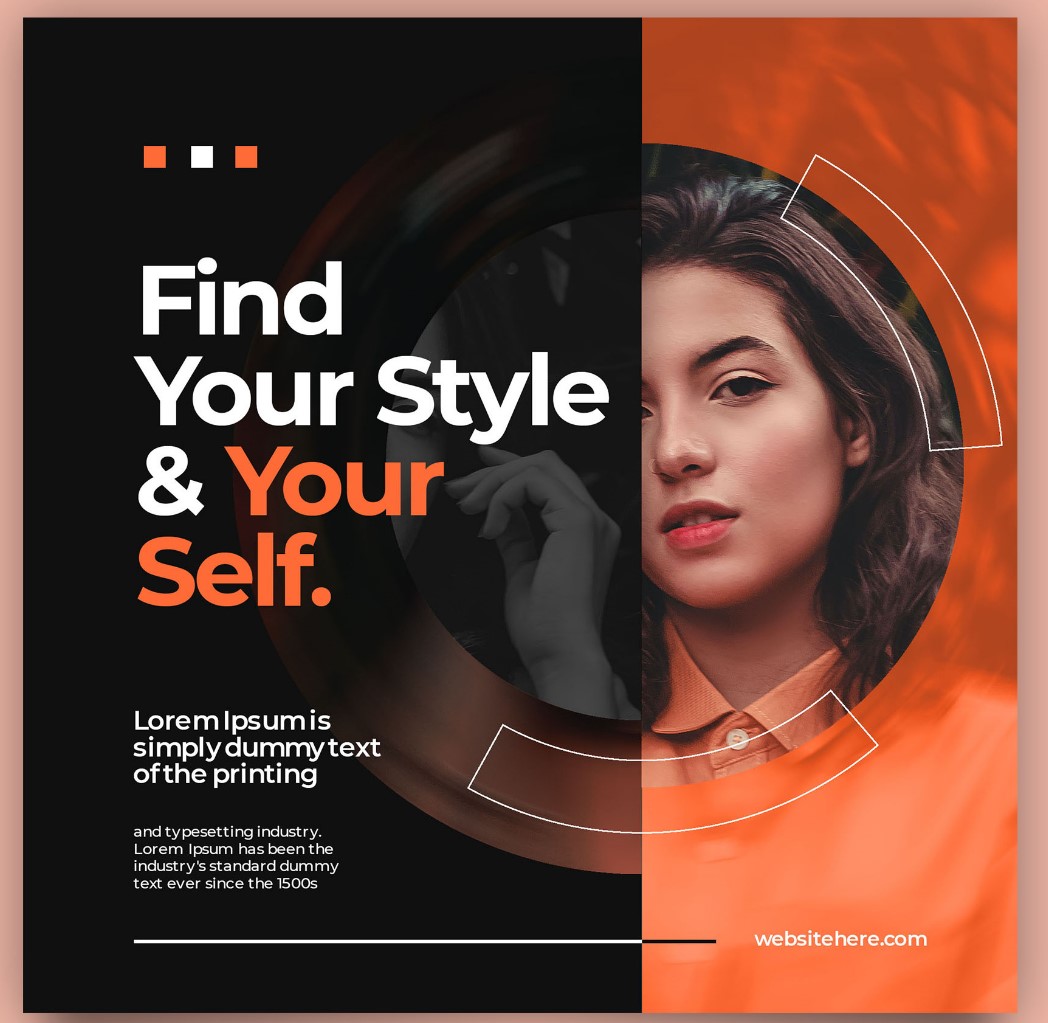 Find
Your Style
& Your
Self.
Lorem Ipsum is
simply dummy text
of the printing
and typesetting industry.
Lorem Ipsum has been the
industry's standard dummy
text ever since the 1500s
websitehere.com